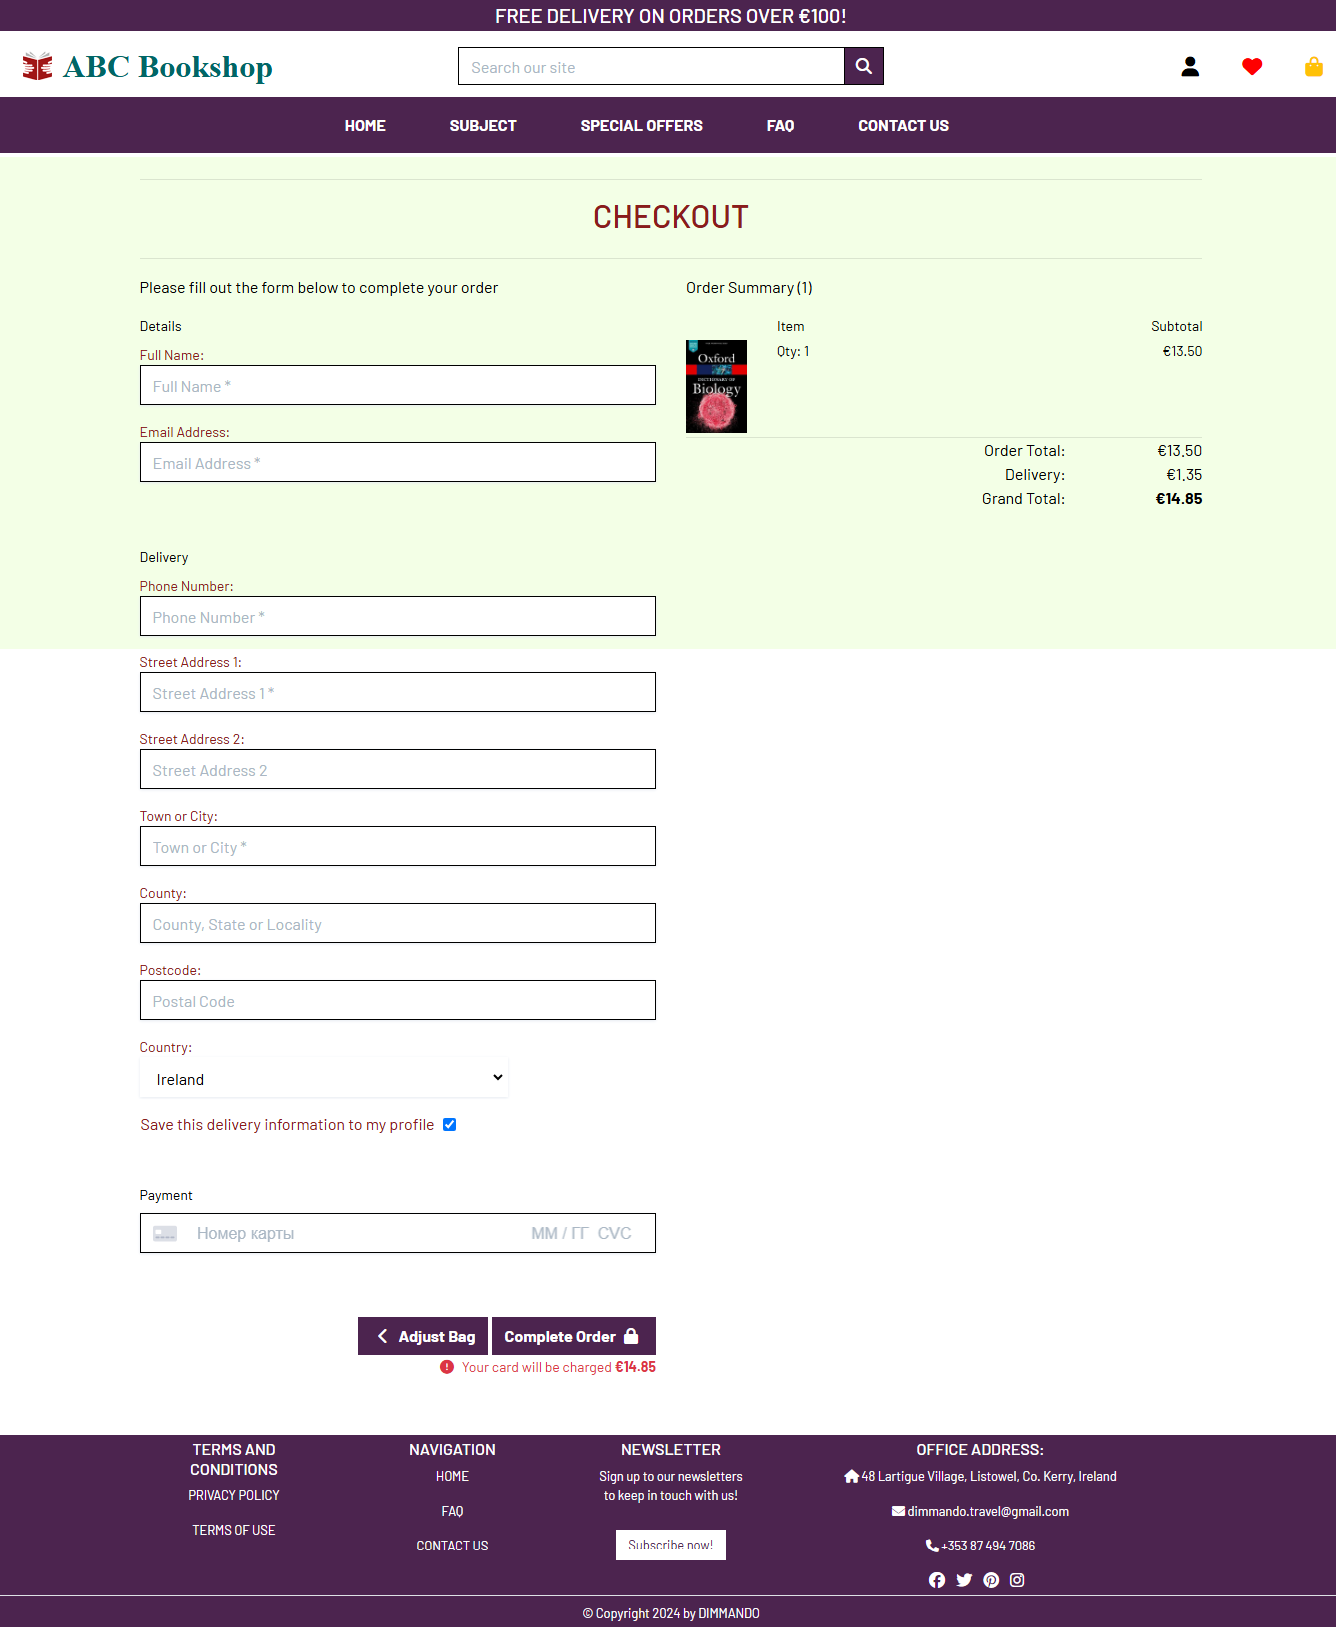 FREE DELIVERY ON ORDERS OVER €100!
ABC Bookshop
Search our site
HOME SUBJECT SPECIAL OFFERS FAQ CONTACT US
CHECKOUT
Please fill out the form below to complete your order
Details
Full Name:
Full Name *
Email Address:
Email Address *
Order Summary (1)
Item Subtotal
Qty: 1 €13.50
Oxford
DICTIONARY OF
Biology
Order Total: €13.50
Delivery: €1.35
Grand Total: €14.85
Delivery
Phone Number:
Phone Number *
Street Address 1:
Street Address 1 *
Street Address 2:
Street Address 2
Town or City:
Town or City *
County:
County, State or Locality
Postcode:
Postal Code
Country:
Ireland
Save this delivery information to my profile
Payment
Номер карты ММ / ГГ CVC
Adjust Bag Complete Order
Your card will be charged €14.85
TERMS AND
CONDITIONS
PRIVACY POLICY
TERMS OF USE
NAVIGATION
HOME
FAQ
CONTACT US
NEWSLETTER
Sign up to our newsletters
to keep in touch with us!
Subscribe now!
OFFICE ADDRESS:
48 Lartigue Village, Listowel, Co. Kerry, Ireland
dimmando.travel@gmail.com
+353 87 494 7086
© Copyright 2024 by DIMMANDO